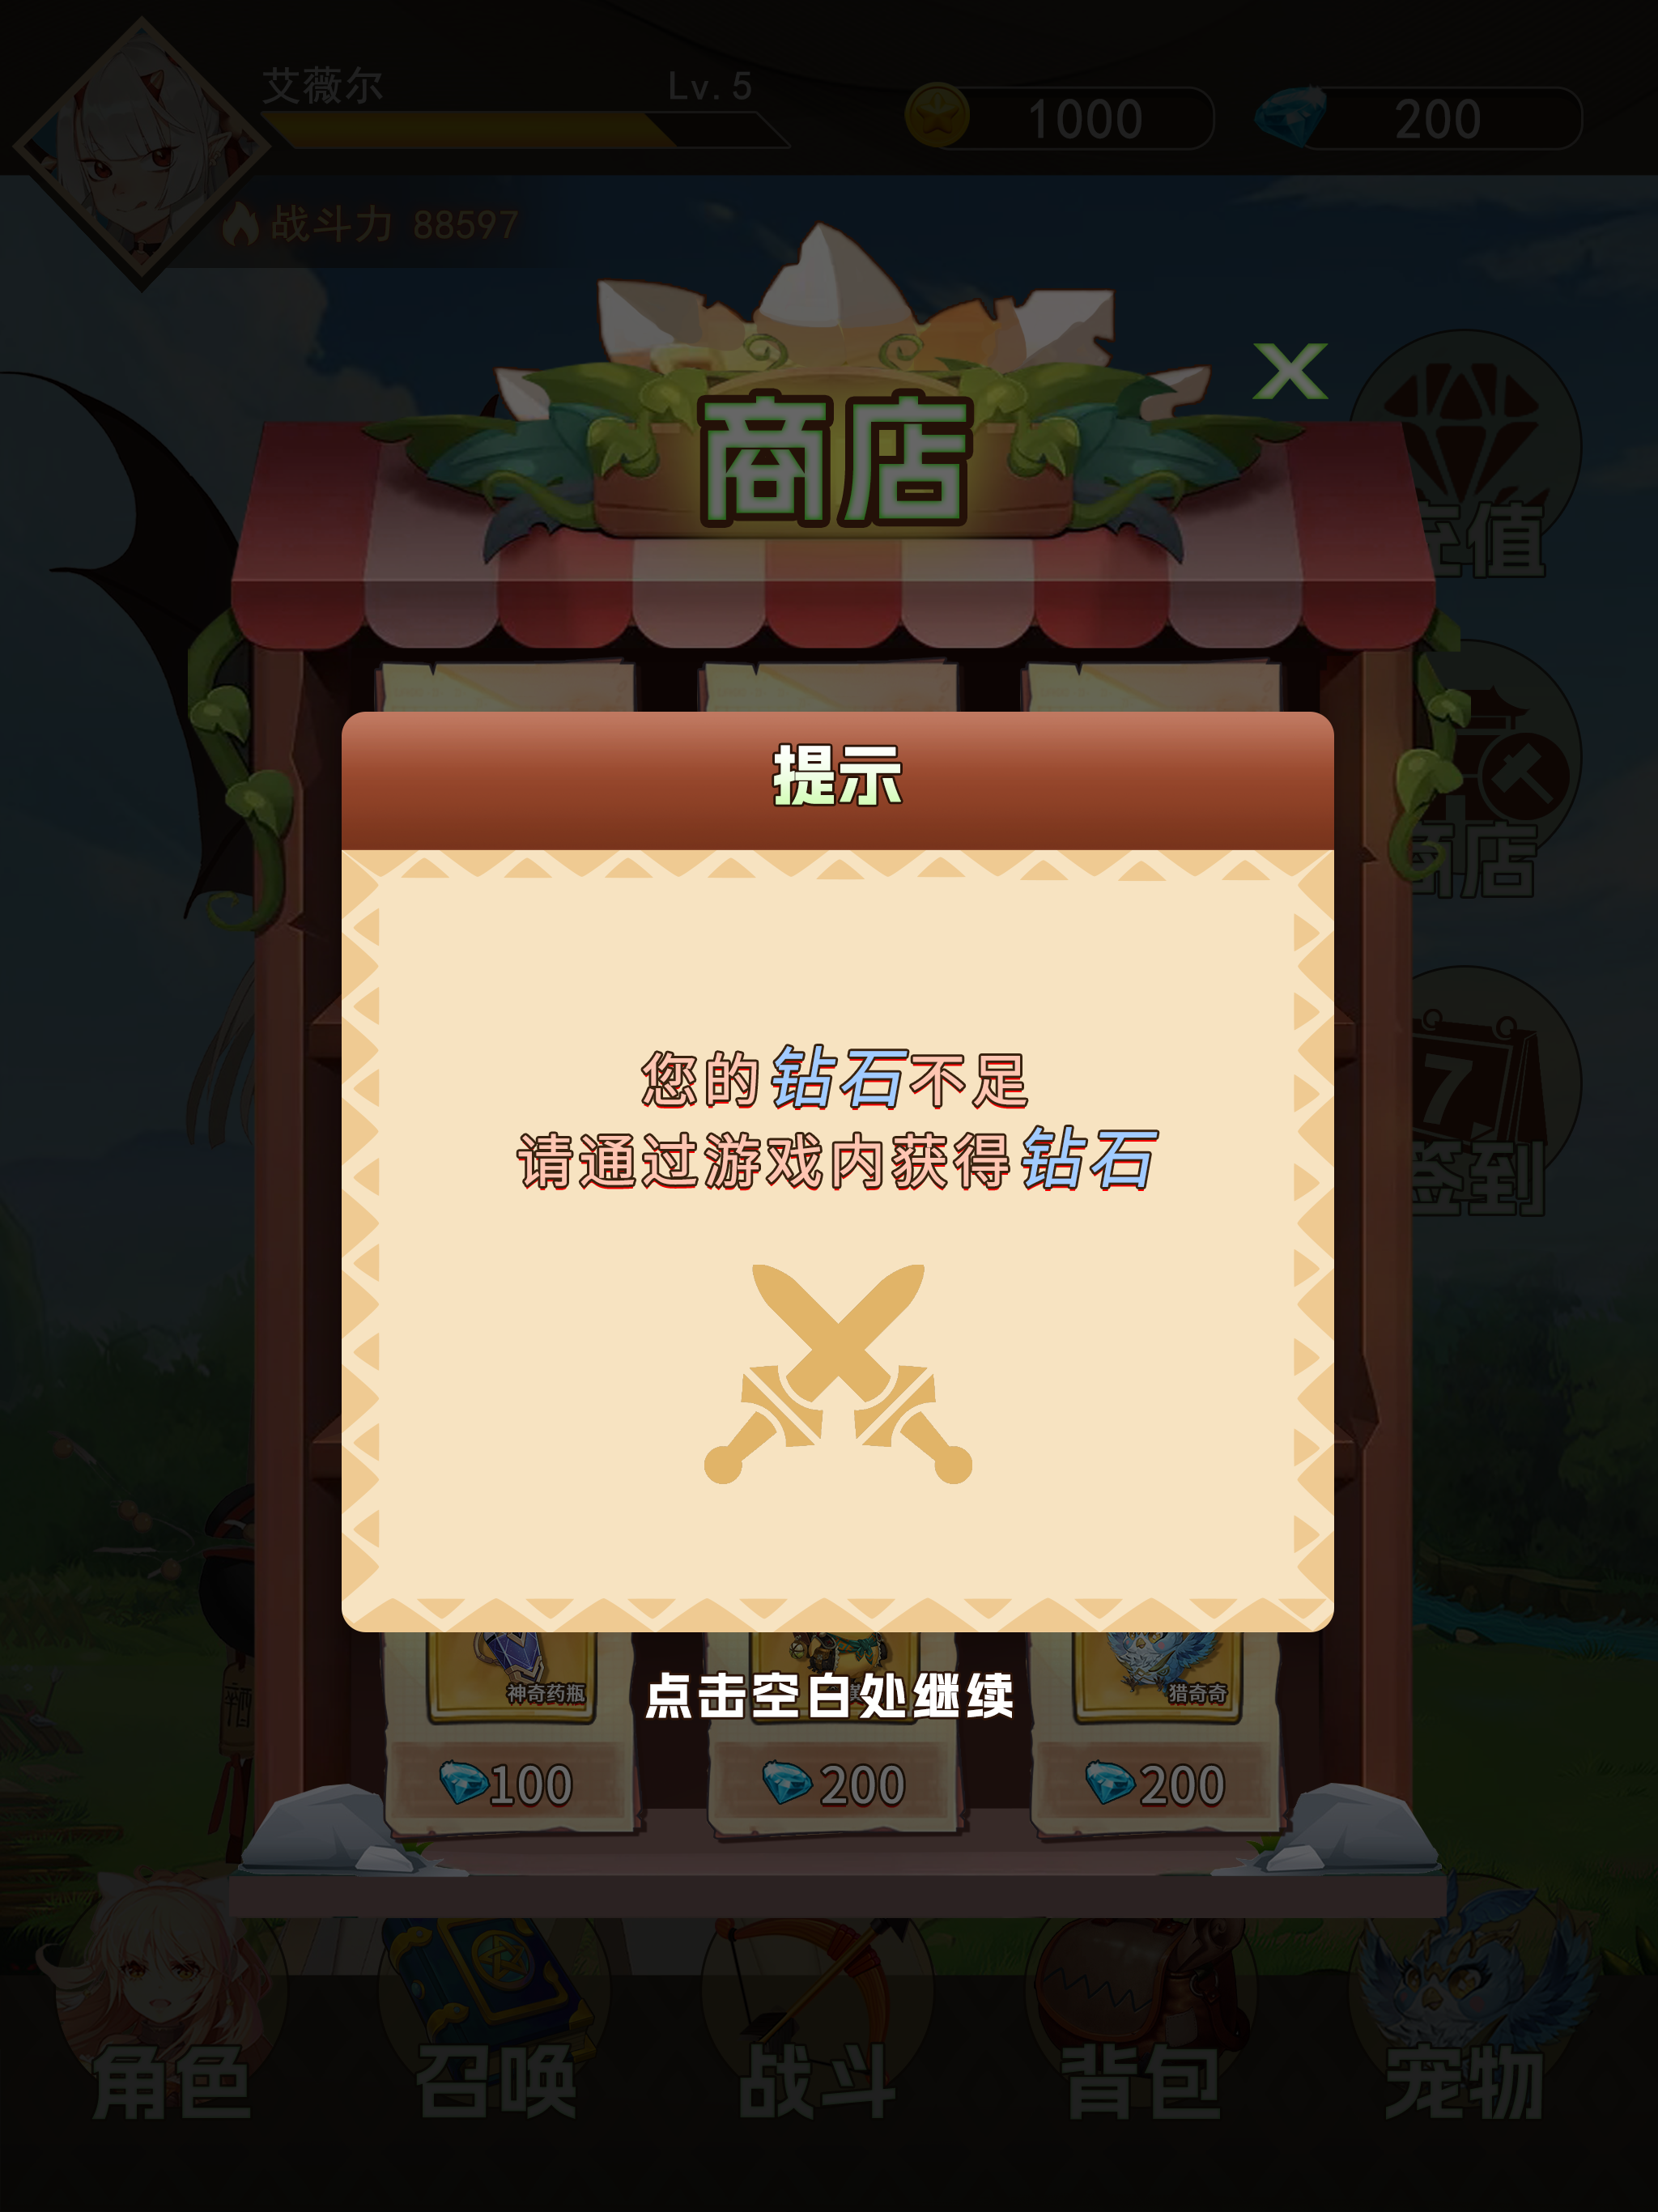 艾薇尔 Lv.5
1000
200
战斗力 88597
X
商店
充值
提示
商店
7
您的钻石不足
请通过游戏内获得钻石
签到
神奇药瓶
猎奇奇
点击空白处继续
100
200
200
角色
召唤
战斗
背包
宠物